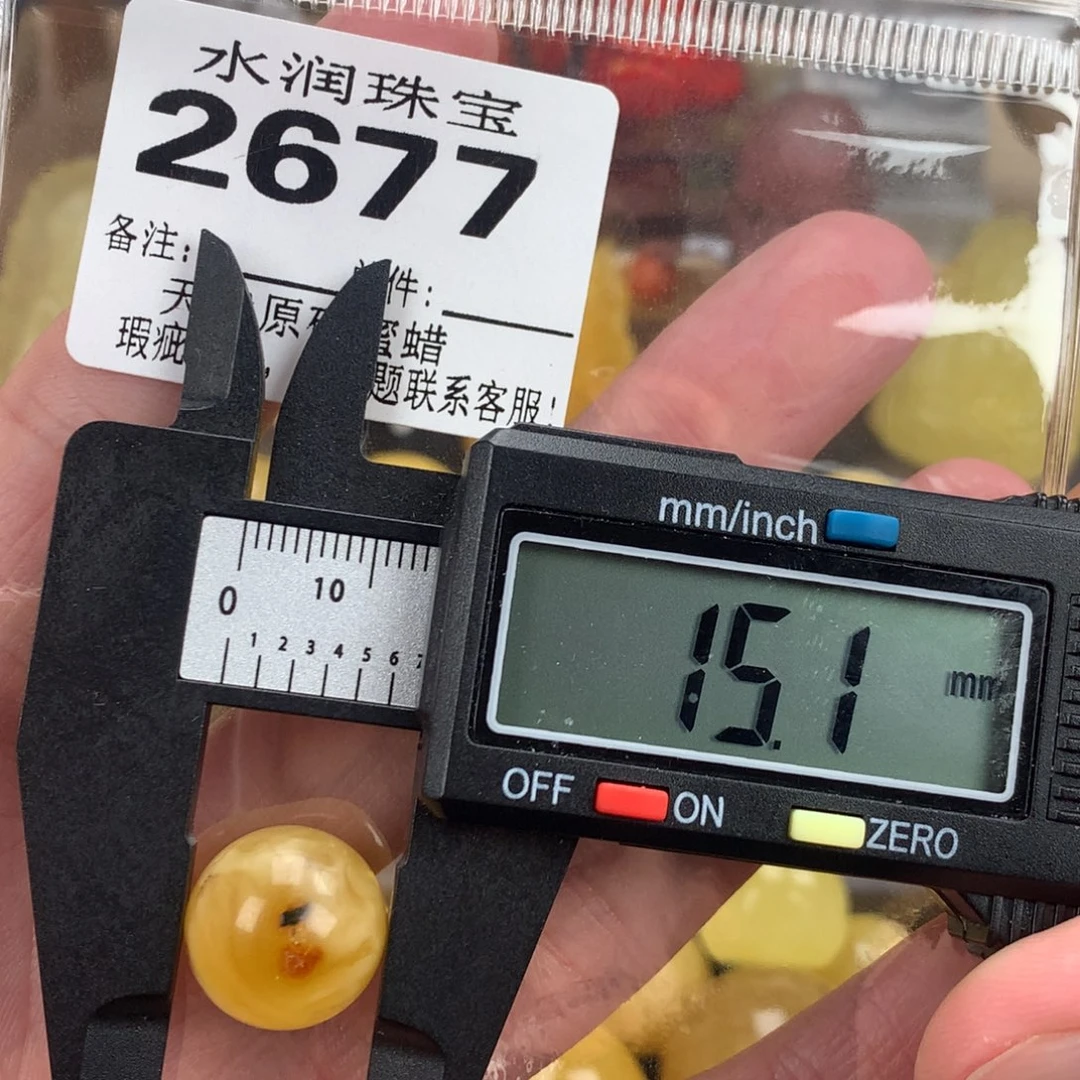 水润珠宝
2677
备注: 件:
天 原 蜜蜡
瑕疵 , 题联系客服!
mm/inch
0 10
1 2 3 4 5 6 7
15.1 mm
OFF ON ZERO